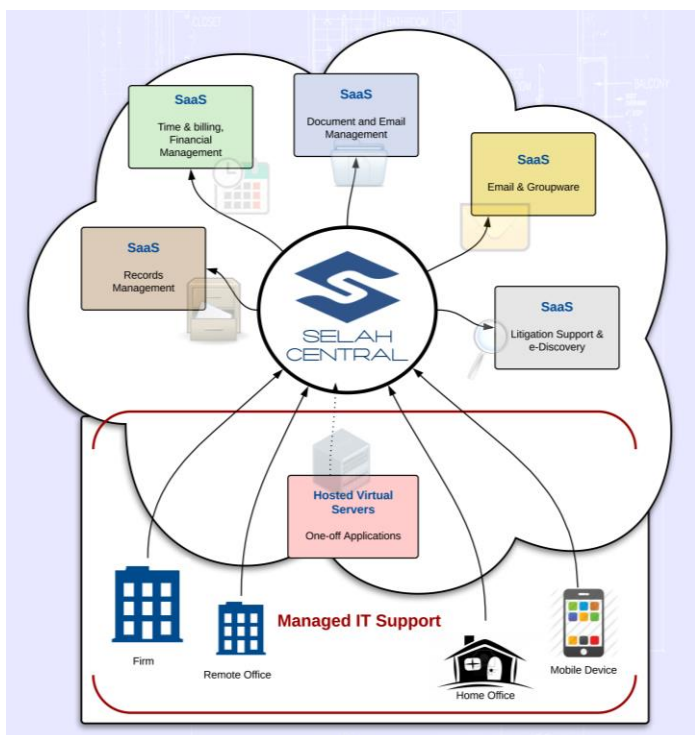 SaaS
Time & billing,
Financial
Management
SaaS
Document and Email
Management
SaaS
Email & Groupware
SaaS
Records
Management
SELAH
CENTRAL
SaaS
Litigation Support &
e-Discovery
Hosted Virtual
Servers
One-off Applications
Managed IT Support
Firm
Remote Office
Home Office
Mobile Device